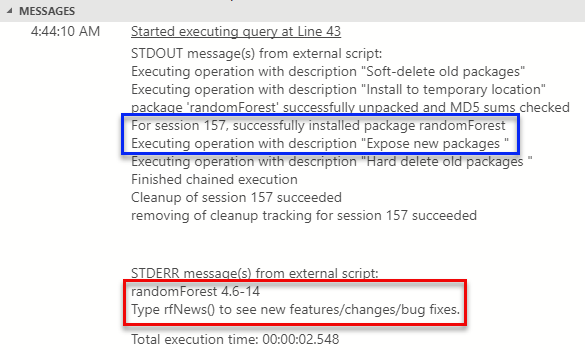 MESSAGES
4:44:10 AM Started executing query at Line 43
STDOUT message(s) from external script:
Executing operation with description "Soft-delete old packages"
Executing operation with description "Install to temporary location"
package 'randomForest' successfully unpacked and MD5 sums checked
For session 157, successfully installed package randomForest
Executing operation with description "Expose new packages "
Executing operation with description "Hard delete old packages "
Finished chained execution
Cleanup of session 157 succeeded
removing of cleanup tracking for session 157 succeeded
STDERR message(s) from external script:
randomForest 4.6-14
Type rfNews() to see new features/changes/bug fixes.
Total execution time: 00:00:02.548